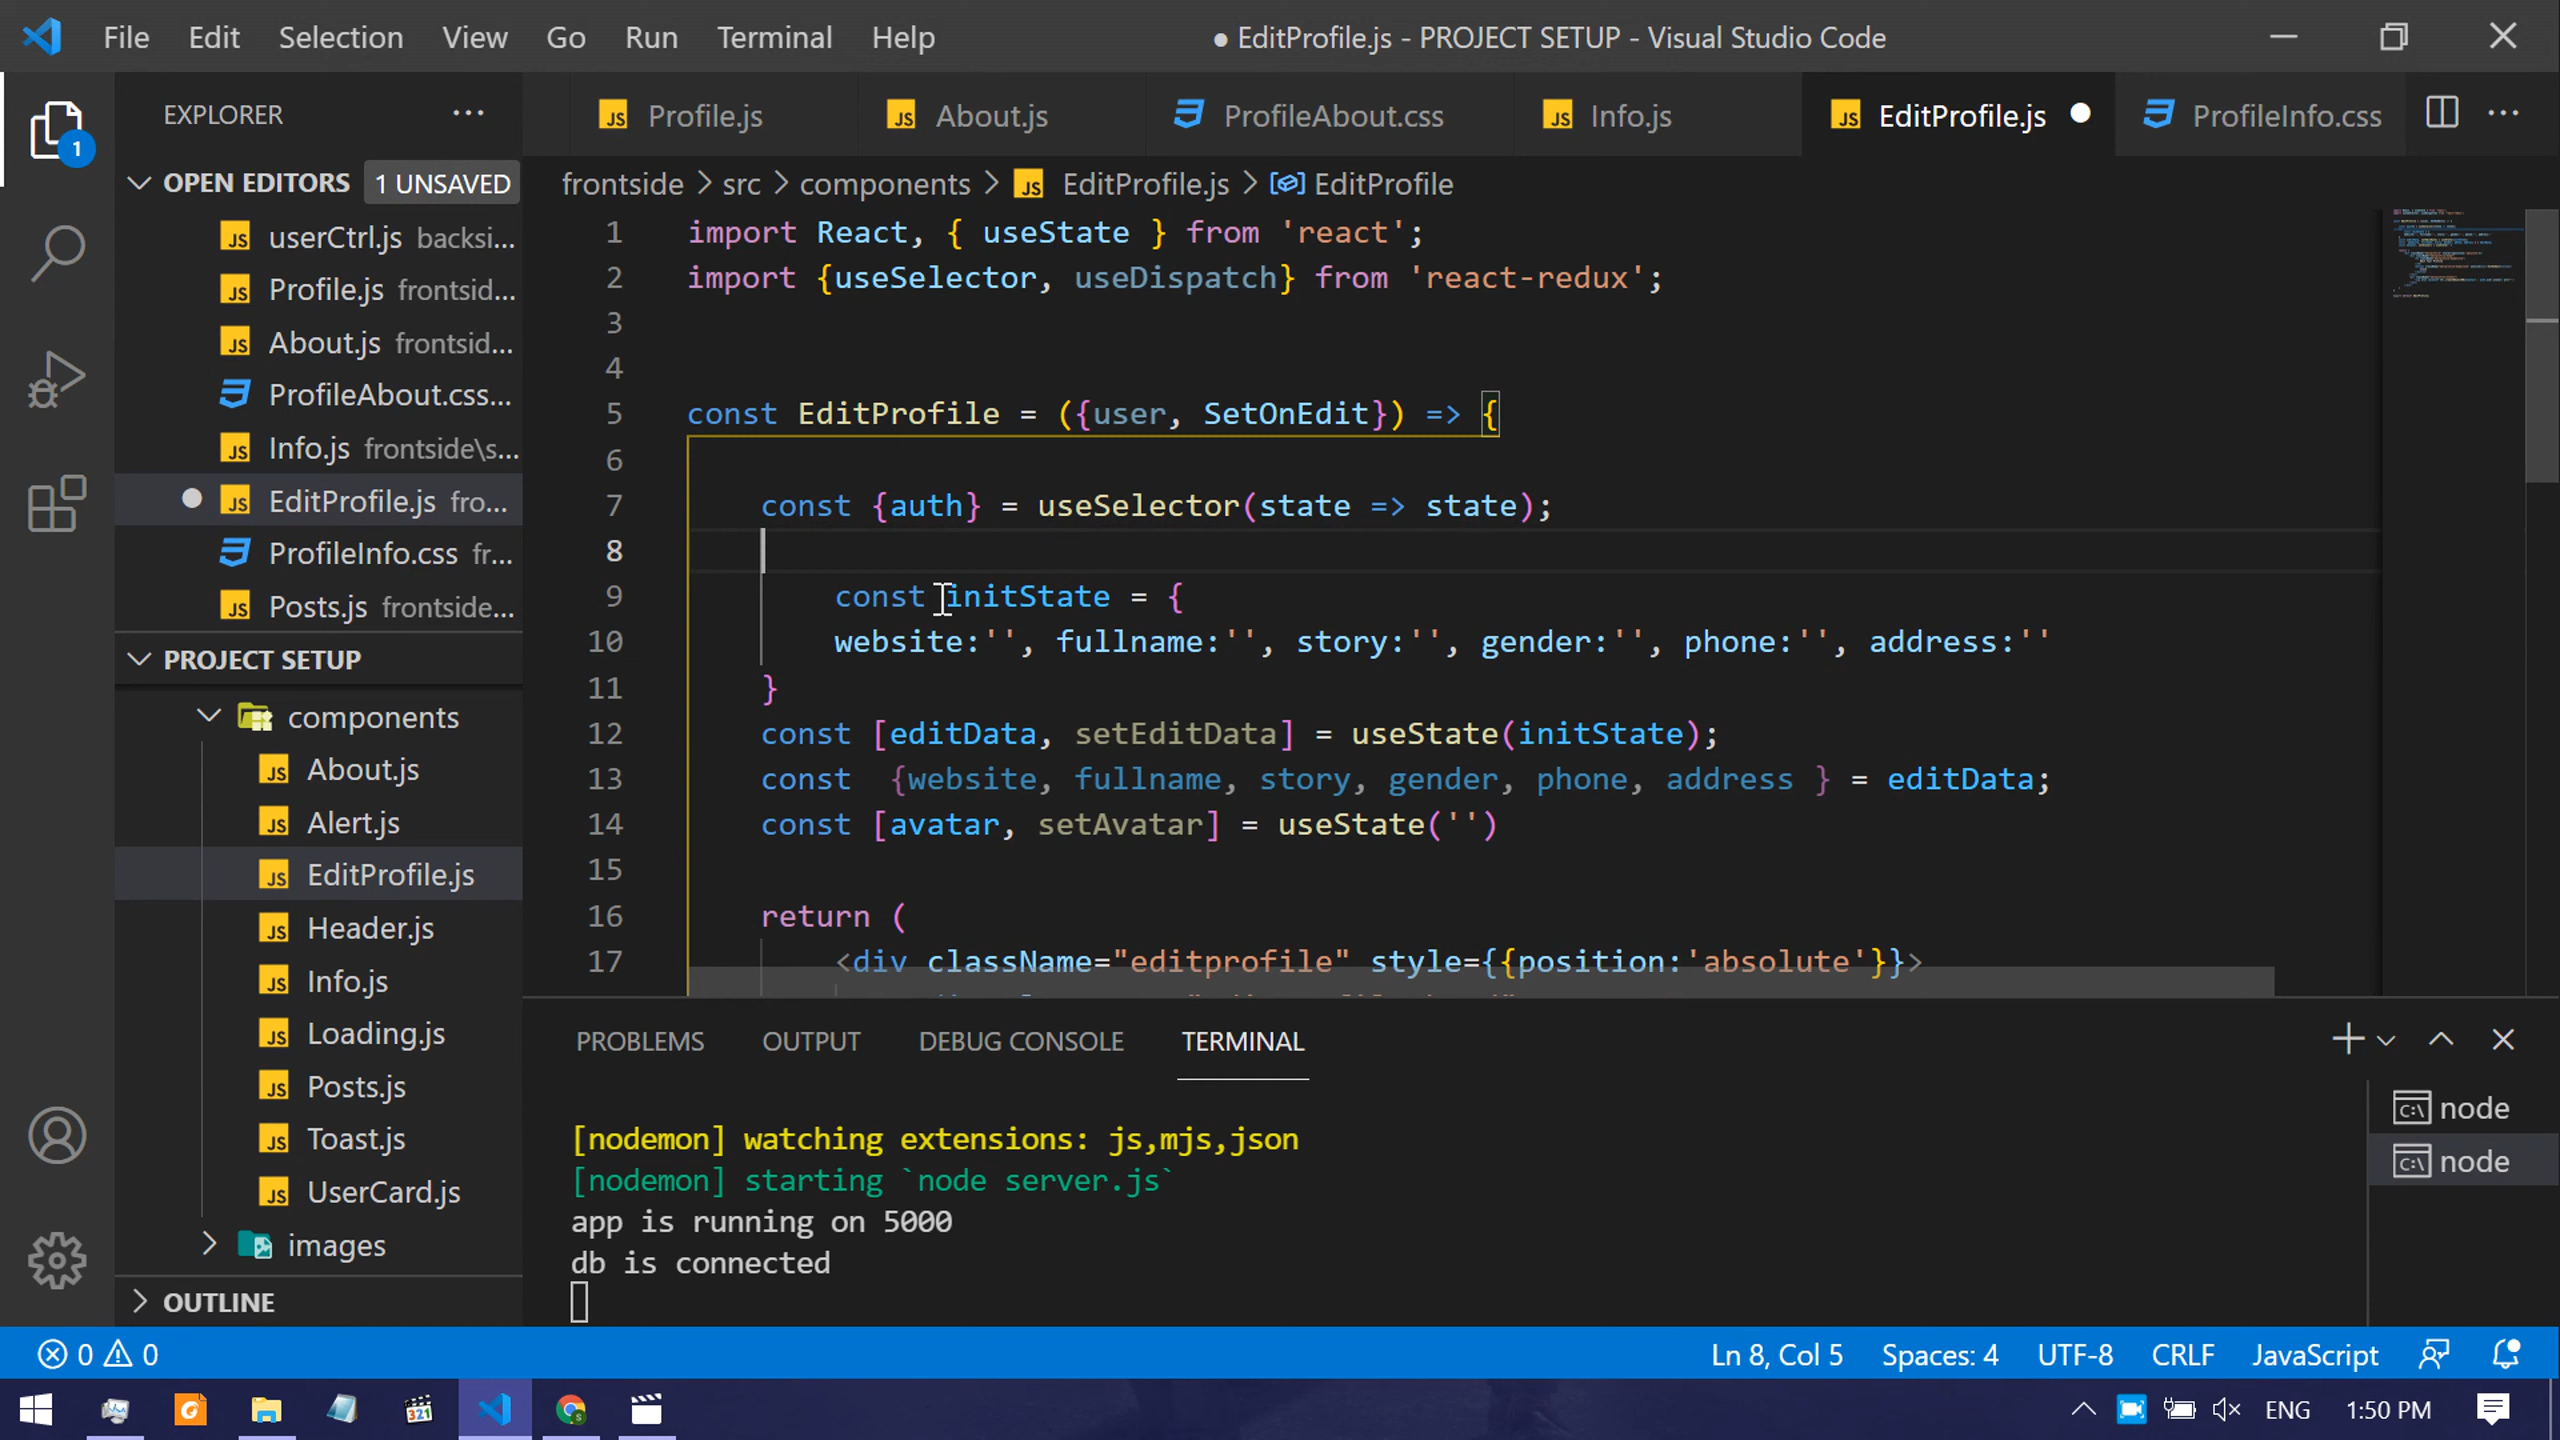 File Edit Selection View Go Run Terminal Help
● EditProfile.js - PROJECT SETUP - Visual Studio Code
EXPLORER
1
OPEN EDITORS 1 UNSAVED
userCtrl.js backsi...
Profile.js frontsid...
About.js frontsid...
ProfileAbout.css...
Info.js frontside\s...
EditProfile.js fro...
ProfileInfo.css fr...
Posts.js frontside...
PROJECT SETUP
components
About.js
Alert.js
EditProfile.js
Header.js
Info.js
Loading.js
Posts.js
Toast.js
UserCard.js
images
OUTLINE
Profile.js About.js ProfileAbout.css Info.js EditProfile.js ProfileInfo.css
frontside > src > components > EditProfile.js > EditProfile
1 import React, { useState } from 'react';
2 import {useSelector, useDispatch} from 'react-redux';
3
4
5 const EditProfile = ({user, SetOnEdit}) => {
6
7 const {auth} = useSelector(state => state);
8
9 const initState = {
10 website:'', fullname:'', story:'', gender:'', phone:'', address:''
11 }
12 const [editData, setEditData] = useState(initState);
13 const  {website, fullname, story, gender, phone, address } = editData;
14 const [avatar, setAvatar] = useState('')
15
16 return (
17 <div className="editprofile" style={{position:'absolute'}}>
PROBLEMS OUTPUT DEBUG CONSOLE TERMINAL
[nodemon] watching extensions: js,mjs,json
[nodemon] starting `node server.js`
app is running on 5000
db is connected
node
node
0 0 Ln 8, Col 5 Spaces: 4 UTF-8 CRLF JavaScript
321 ENG 1:50 PM